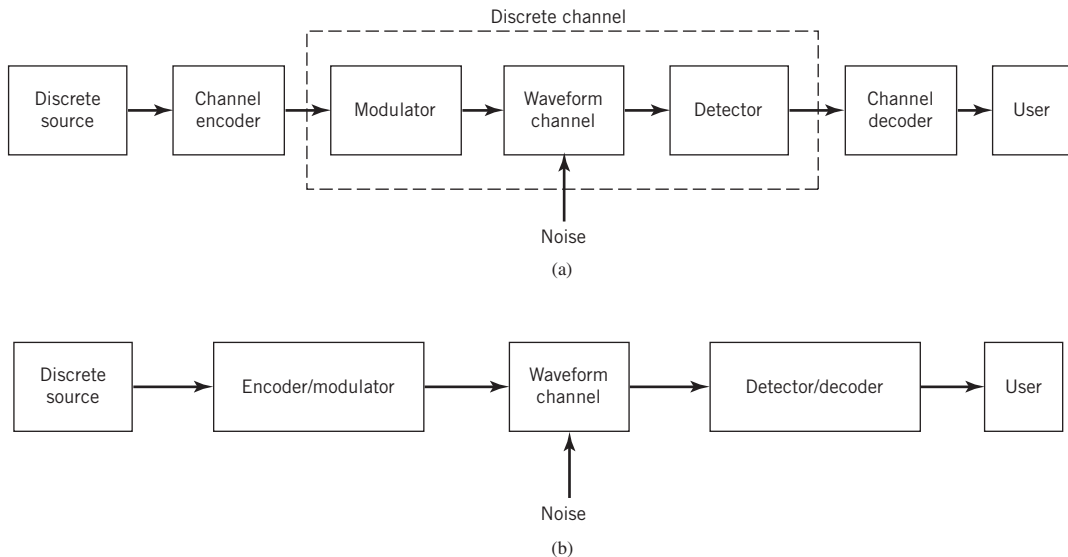 Discrete channel
Discrete
source
Channel
encoder
Modulator
Waveform
channel
Detector
Channel
decoder
User
Noise
(a)
Discrete
source
Encoder/modulator
Waveform
channel
Detector/decoder
User
Noise
(b)